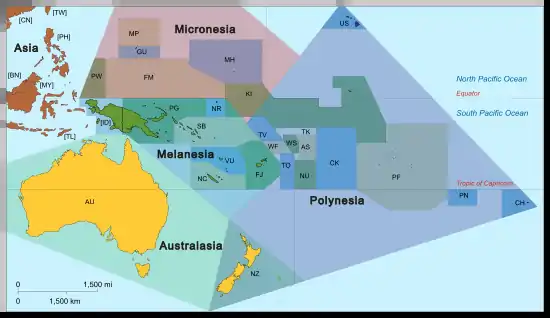 [CN]
[TW]
US
Asia
Micronesia
MP
[PH]
GU
MH
[BN]
[MY]
PW
FM
North Pacific Ocean
KI
Equator
PG
NR
South Pacific Ocean
[ID]
SB
[TL]
TV
TK
WF
WS
AS
Melanesia
VU
TO
CK
FJ
NU
PF
NC
Tropic of Capricorn
PN
AU
Polynesia
CH
Australasia
NZ
0
1,500 mi
0
1,500 km